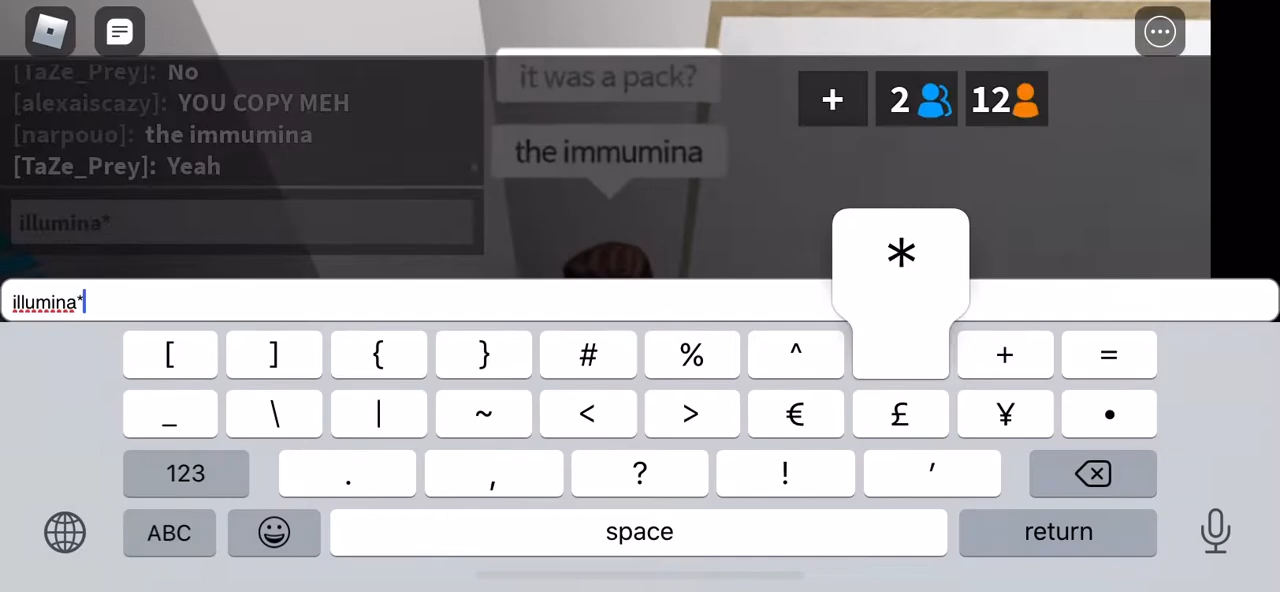 [TaZe_Prey]: No
[alexaiscazy]: YOU COPY MEH
[narpouo]: the immumina
[TaZe_Prey]: Yeah
illumina*
it was a pack?
the immumina
+ 2 12
*
illumina*
[ ] { } # % ^ + =
_ \ | ~ < > € £ ¥ •
123 . , ? ! ′
ABC space return